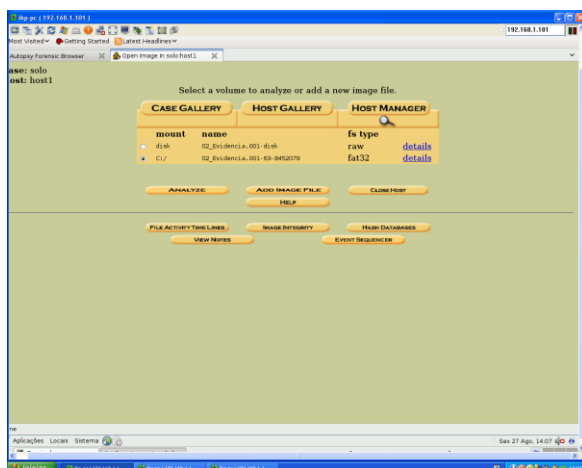 ibp-pc ( 192.168.1.101 )
192.168.1.101
Most Visited Getting Started Latest Headlines
Autopsy Forensic Browser Open Image In solo:host1
ase: solo
ost: host1
Select a volume to analyze or add a new image file.
CASE GALLERY HOST GALLERY HOST MANAGER
mount name fs type
disk 02_Evidencia.001-disk raw details
C:/ 02_Evidencia.001-63-8452079 fat32 details
ANALYZE ADD IMAGE FILE CLOSE HOST
HELP
FILE ACTIVITY TIME LINES IMAGE INTEGRITY HASH DATABASES
VIEW NOTES EVENT SEQUENCER
ne
Aplicações Locais Sistema Sex 27 Ago, 14:07